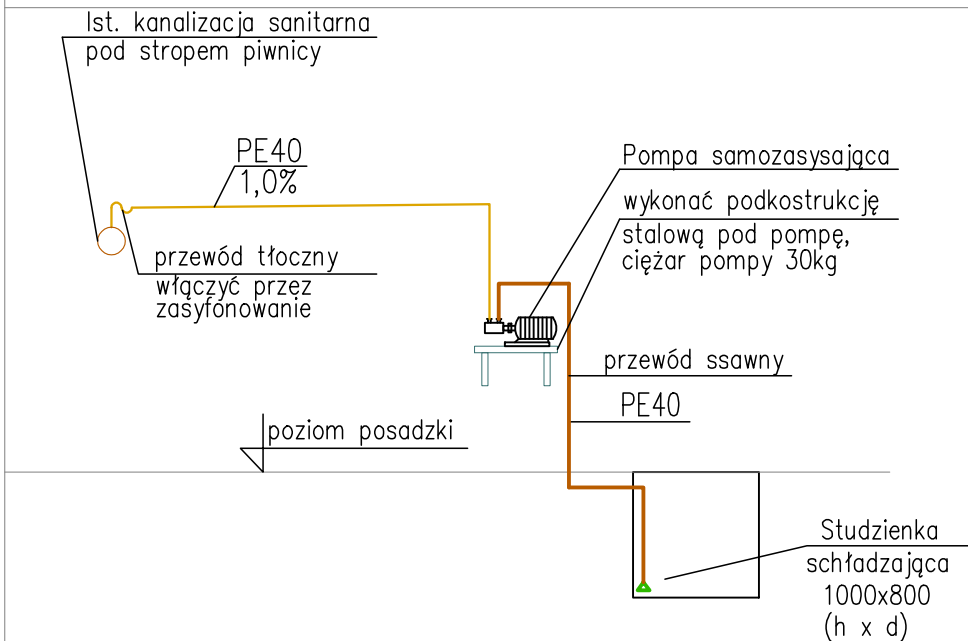 Ist. kanalizacja sanitarna
pod stropem piwnicy
PE40
1,0%
Pompa samozasysająca
wykonać podkostrukcję
stalową pod pompę,
ciężar pompy 30kg
przewód tłoczny
włączyć przez
zasyfonowanie
przewód ssawny
PE40
poziom posadzki
Studzienka
schładzająca
1000x800
(h x d)